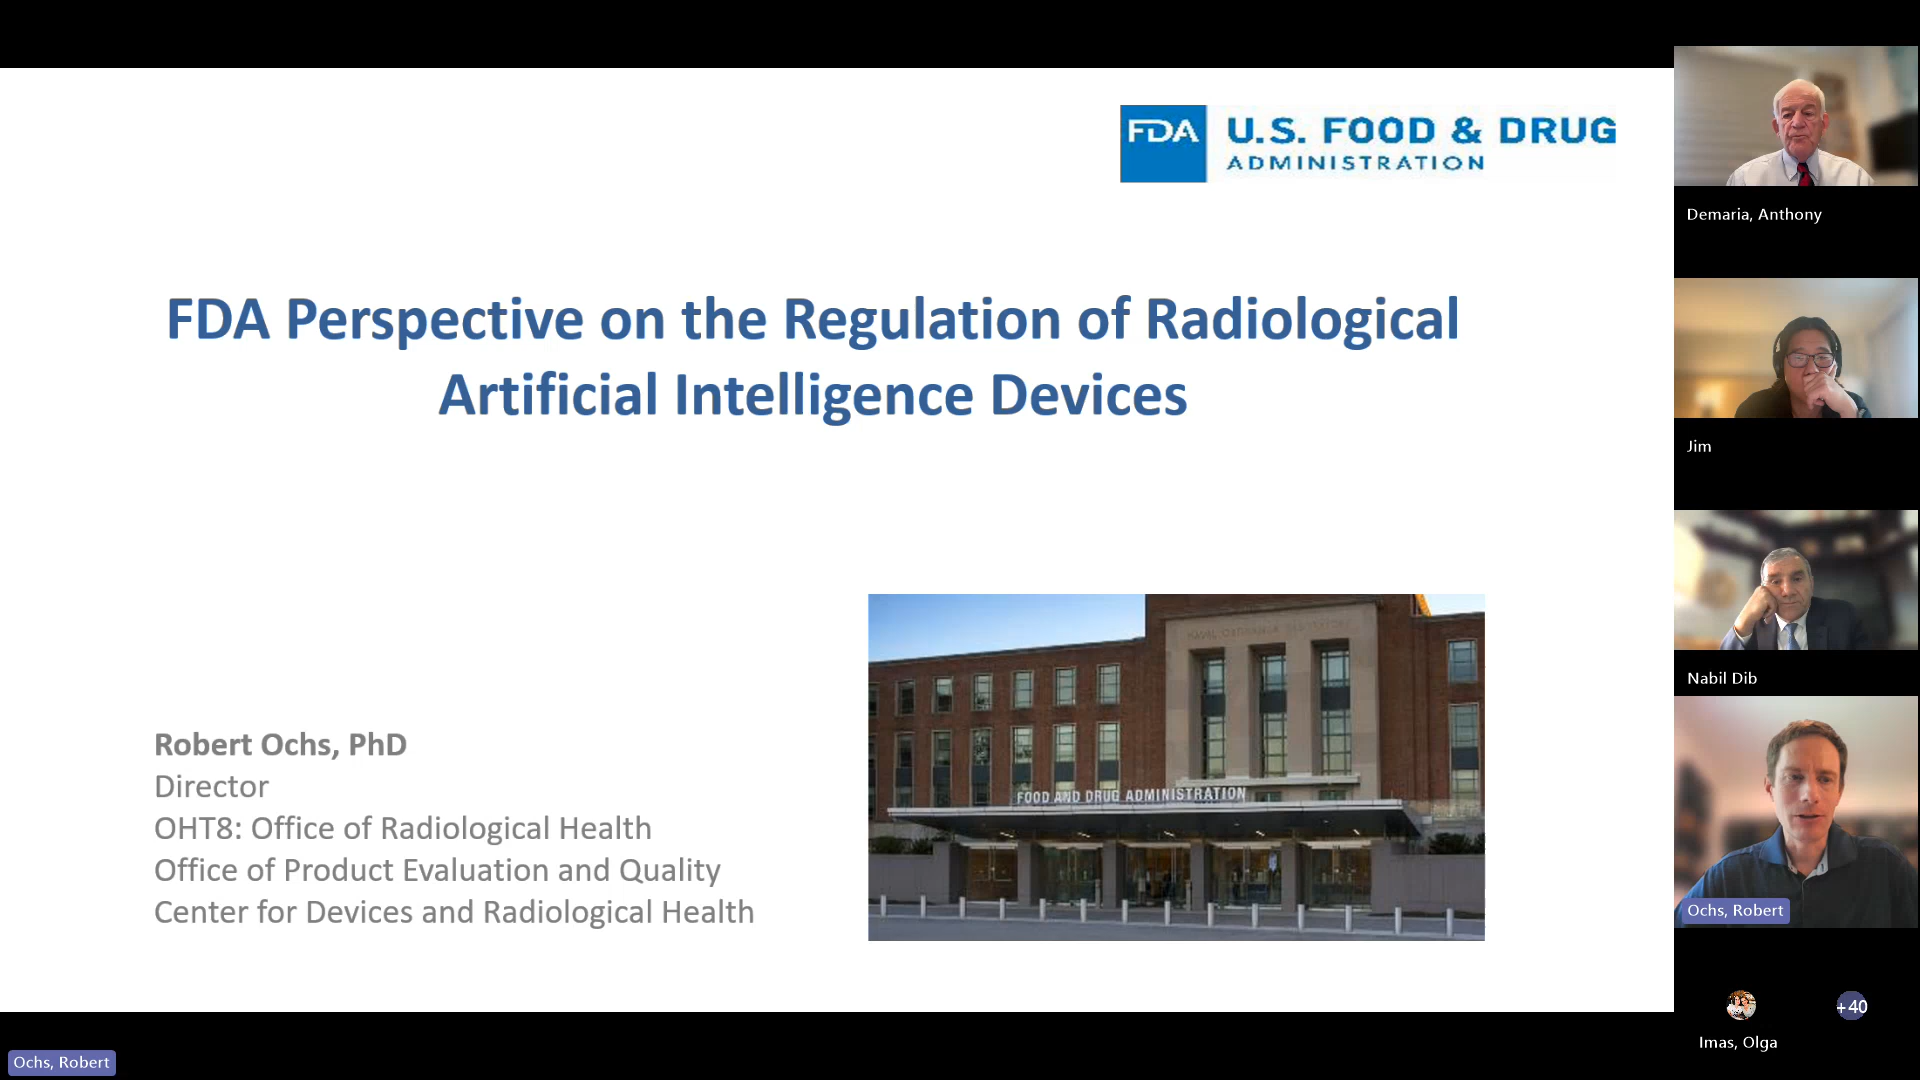 FDA U.S. FOOD & DRUG
ADMINISTRATION
FDA Perspective on the Regulation of Radiological
Artificial Intelligence Devices
Robert Ochs, PhD
Director
OHT8: Office of Radiological Health
Office of Product Evaluation and Quality
Center for Devices and Radiological Health
FOOD AND DRUG ADMINISTRATION
Demaria, Anthony
Jim
Nabil Dib
Ochs, Robert
Imas, Olga
+40
Ochs, Robert